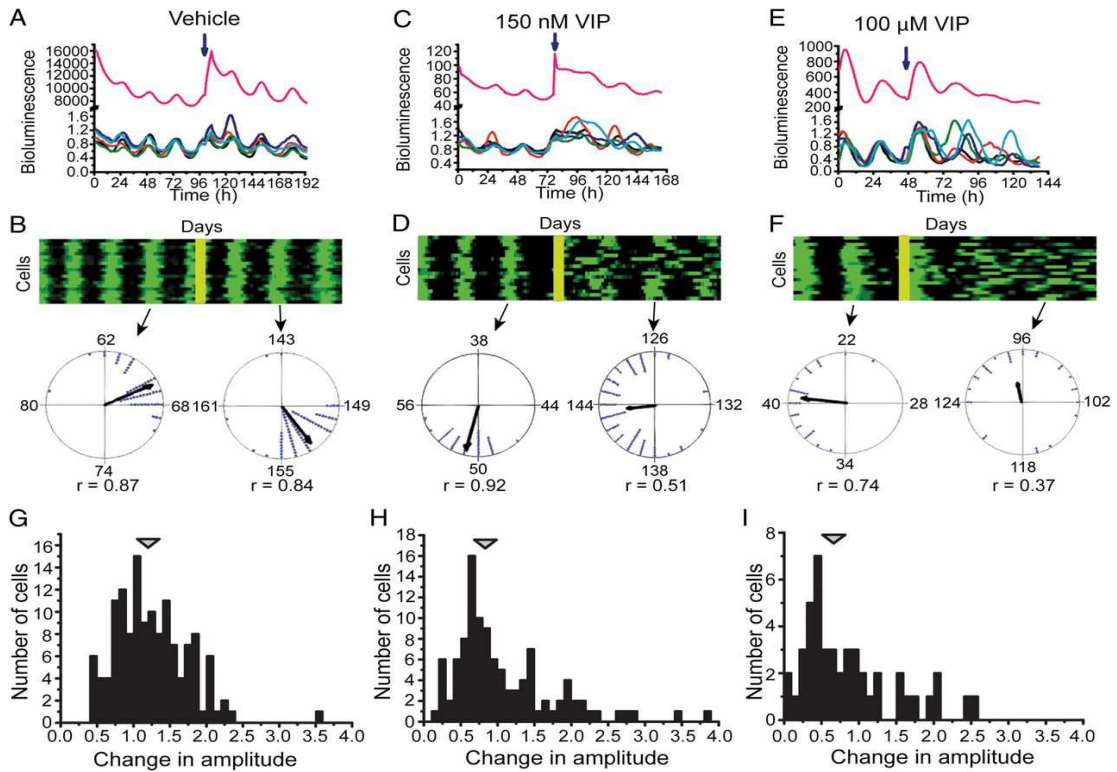 A
Vehicle
C
150 nM VIP
E
100 µM VIP
Bioluminescence
16000
14000
12000
10000
8000
1.6
1.2
0.8
0.4
0.0
0 24 48 72 96 120 144 168 192
Time (h)
Bioluminescence
120
100
80
60
40
1.6
1.2
0.8
0.4
0 24 48 72 96 120 144 168
Time (h)
Bioluminescence
1000
800
600
400
200
1.6
1.2
0.8
0.4
0.0
0 24 48 72 96 120 144
Time (h)
B
Days
Cells
D
Days
Cells
F
Days
Cells
62
80
68
74
r = 0.87
143
161
149
155
r = 0.84
38
56
44
50
r = 0.92
126
144
132
138
r = 0.51
22
40
28
34
r = 0.74
96
124
102
118
r = 0.37
G
Number of cells
16
14
12
10
8
6
4
2
0
0.0 0.5 1.0 1.5 2.0 2.5 3.0 3.5 4.0
Change in amplitude
H
Number of cells
18
16
14
12
10
8
6
4
2
0
0.0 0.5 1.0 1.5 2.0 2.5 3.0 3.5 4.0
Change in amplitude
I
Number of cells
8
6
4
2
0
0.0 0.5 1.0 1.5 2.0 2.5 3.0 3.5 4.0
Change in amplitude